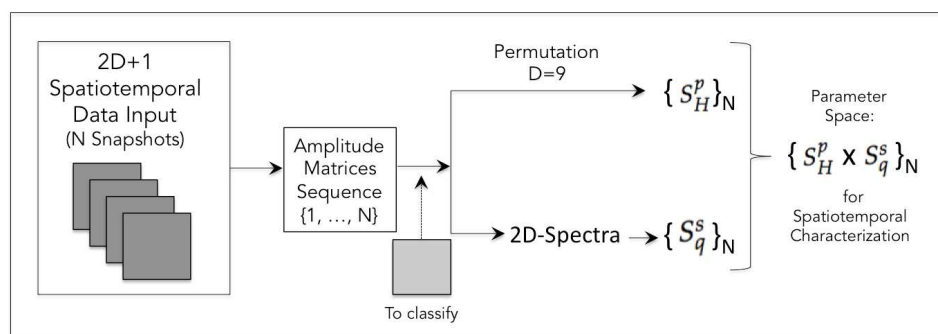 2D+1
Spatiotemporal
Data Input
(N Snapshots)
Amplitude
Matrices
Sequence
{1, ..., N}
To classify
Permutation
D=9
{ S_H^p }_N
2D-Spectra
{ S_q^s }_N
Parameter
Space:
{ S_H^p x S_q^s }_N
for
Spatiotemporal
Characterization